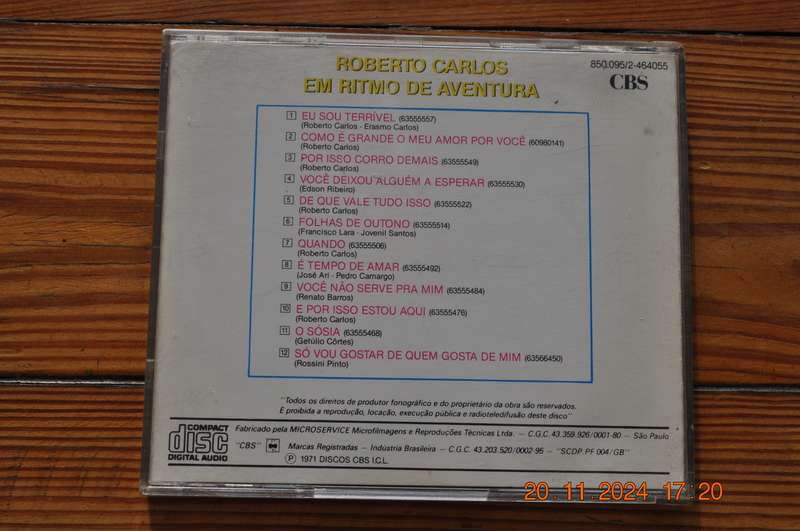 ROBERTO CARLOS
EM RITMO DE AVENTURA
850.095/2-464055
CBS
1 EU SOU TERRÍVEL (63555557)
(Roberto Carlos - Erasmo Carlos)
2 COMO É GRANDE O MEU AMOR POR VOCÊ (60980141)
(Roberto Carlos)
3 POR ISSO CORRO DEMAIS (63555549)
(Roberto Carlos)
4 VOCÊ DEIXOU ALGUÉM A ESPERAR (63555530)
(Edson Ribeiro)
5 DE QUE VALE TUDO ISSO (63555522)
(Roberto Carlos)
6 FOLHAS DE OUTONO (63555514)
(Francisco Lara - Jovenil Santos)
7 QUANDO (63555506)
(Roberto Carlos)
8 É TEMPO DE AMAR (63555492)
(José Ari - Pedro Camargo)
9 VOCÊ NÃO SERVE PRA MIM (63555484)
(Renato Barros)
10 E POR ISSO ESTOU AQUI (63555476)
(Roberto Carlos)
11 O SÓSIA (63555468)
(Getúlio Côrtes)
12 SÓ VOU GOSTAR DE QUEM GOSTA DE MIM (63566450)
(Rossini Pinto)
"Todos os direitos de produtor fonográfico e do proprietário da obra são reservados.
É proibida a reprodução, locação, execução pública e radioteledifusão deste disco"
COMPACT
disc
DIGITAL AUDIO
Fabricado pela MICROSERVICE Microfilmagens e Reproduções Técnicas Ltda. – C.G.C. 43.359.926/0001-80 – São Paulo
"CBS" Marcas Registradas – Indústria Brasileira – C.G.C. 43.203.520/0002-95 – "SCDP.PF 004/GB"
Ⓟ 1971 DISCOS CBS I.C.L.
20.11.2024 17:20